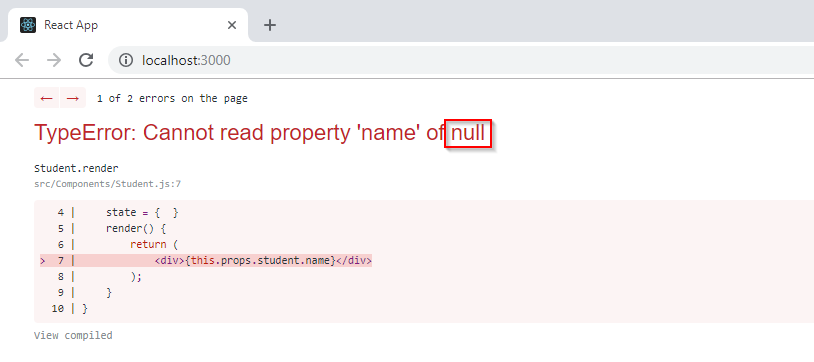 React App
localhost:3000
← → 1 of 2 errors on the page
TypeError: Cannot read property 'name' of null
Student.render
src/Components/Student.js:7
4 | state = {  }
5 | render() {
6 | return (
> 7 | <div>{this.props.student.name}</div>
8 | );
9 | }
10 | }
View compiled